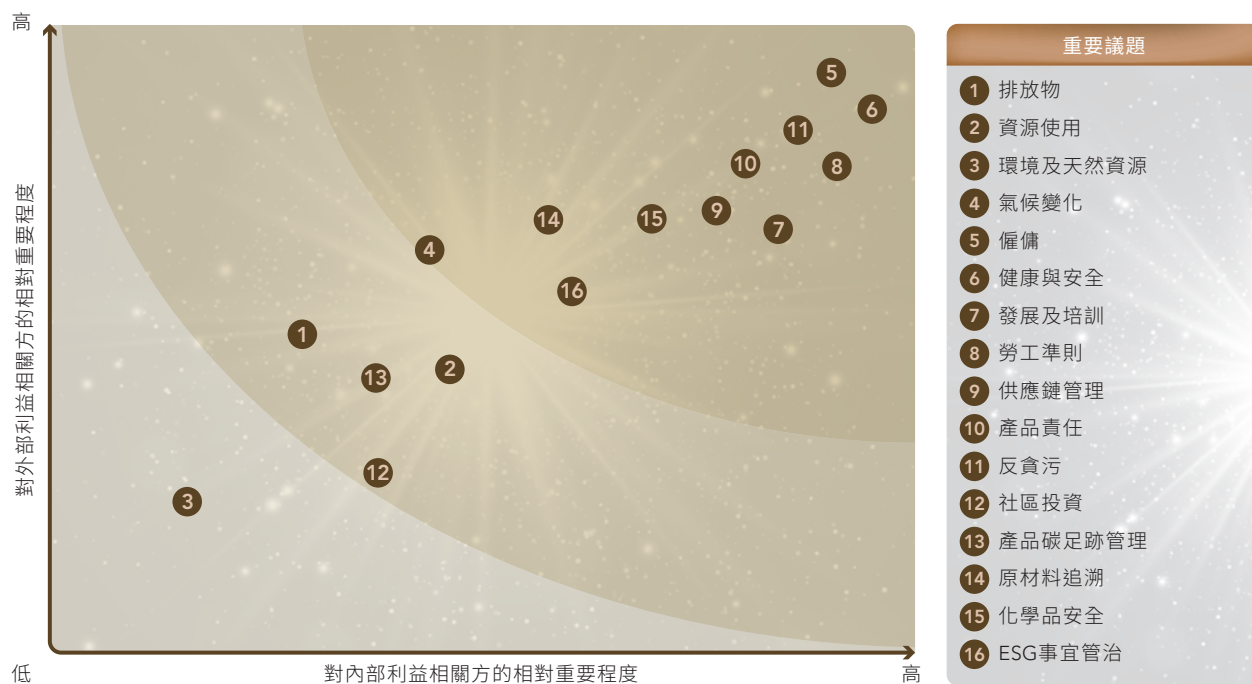 高
對外部利益相關方的相對重要程度
5
6
11
10
8
14
15
9
7
4
16
1
2
13
12
3
低
對內部利益相關方的相對重要程度
高
重要議題
1 排放物
2 資源使用
3 環境及天然資源
4 氣候變化
5 僱傭
6 健康與安全
7 發展及培訓
8 勞工準則
9 供應鏈管理
10 產品責任
11 反貪污
12 社區投資
13 產品碳足跡管理
14 原材料追溯
15 化學品安全
16 ESG事宜管治